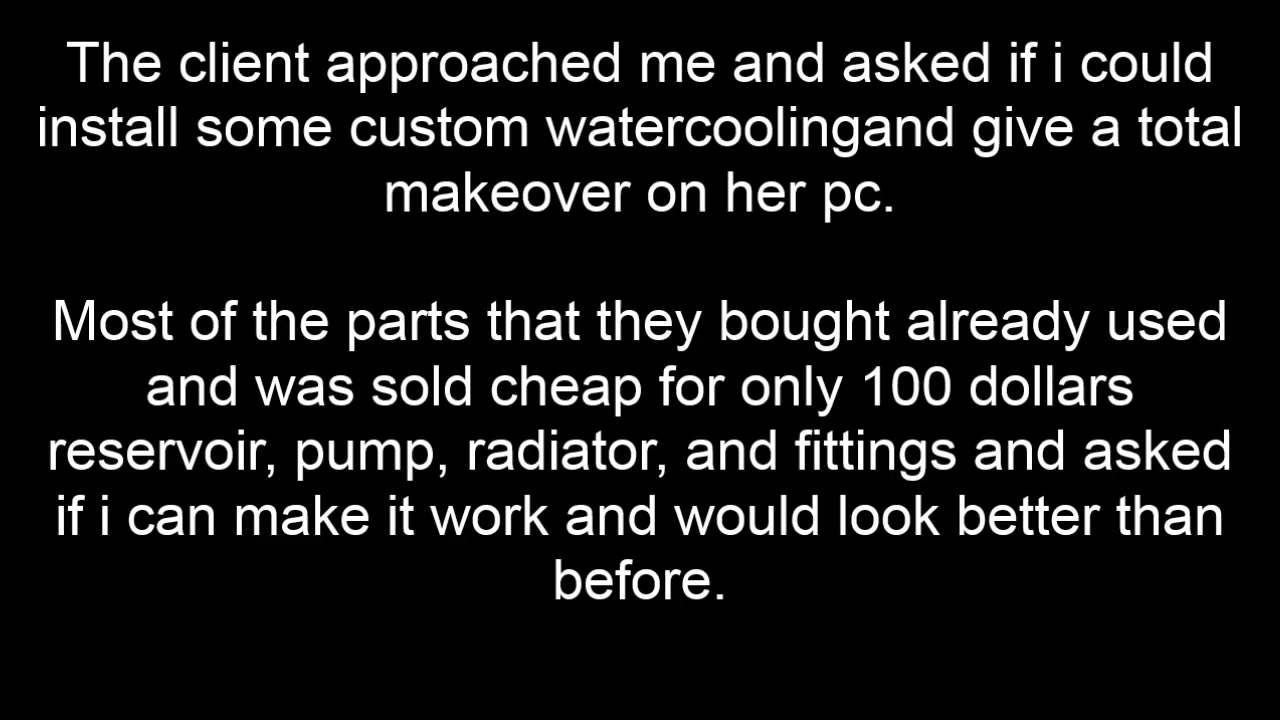 The client approached me and asked if i could
install some custom watercoolingand give a total
makeover on her pc.
Most of the parts that they bought already used
and was sold cheap for only 100 dollars
reservoir, pump, radiator, and fittings and asked
if i can make it work and would look better than
before.